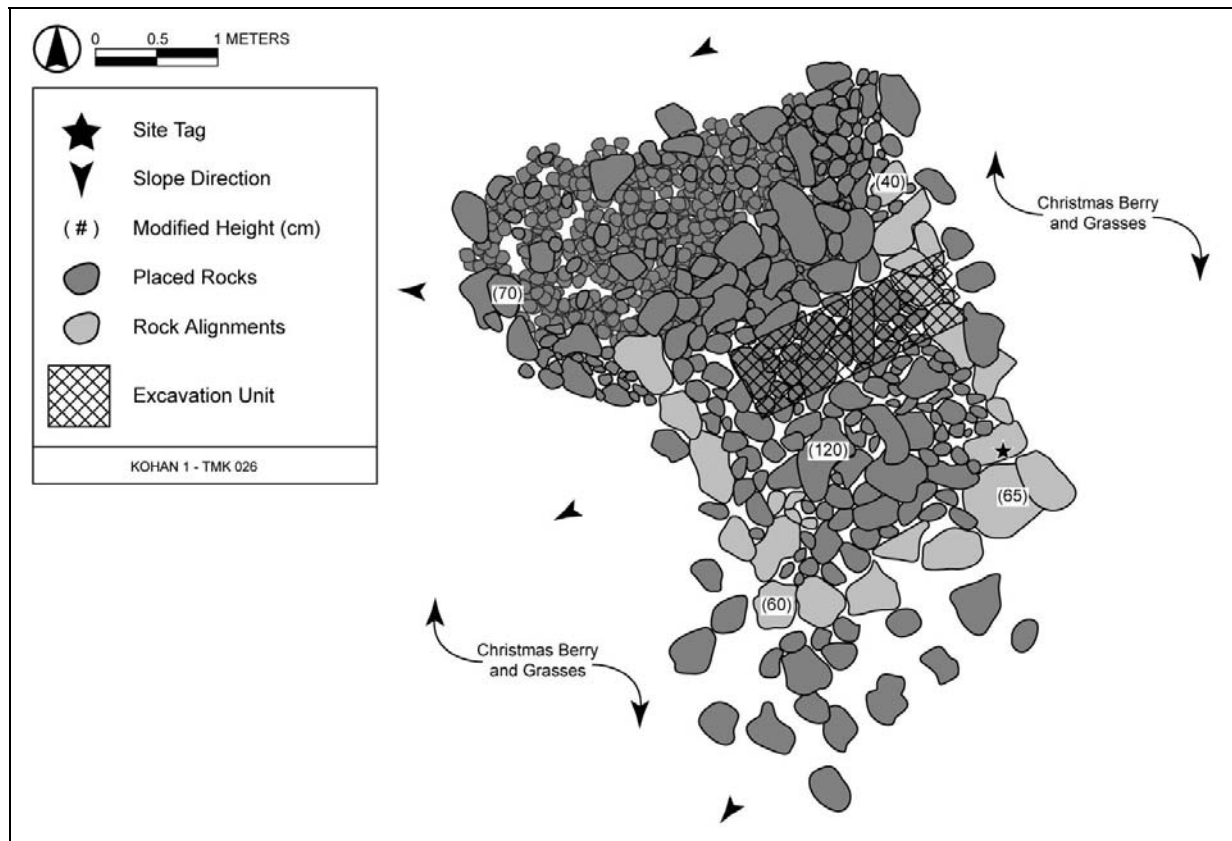 0 0.5 1 METERS
Site Tag
Slope Direction
( # ) Modified Height (cm)
Placed Rocks
Rock Alignments
Excavation Unit
KOHAN 1 - TMK 026
(40)
Christmas Berry
and Grasses
(70)
(120)
(65)
(60)
Christmas Berry
and Grasses